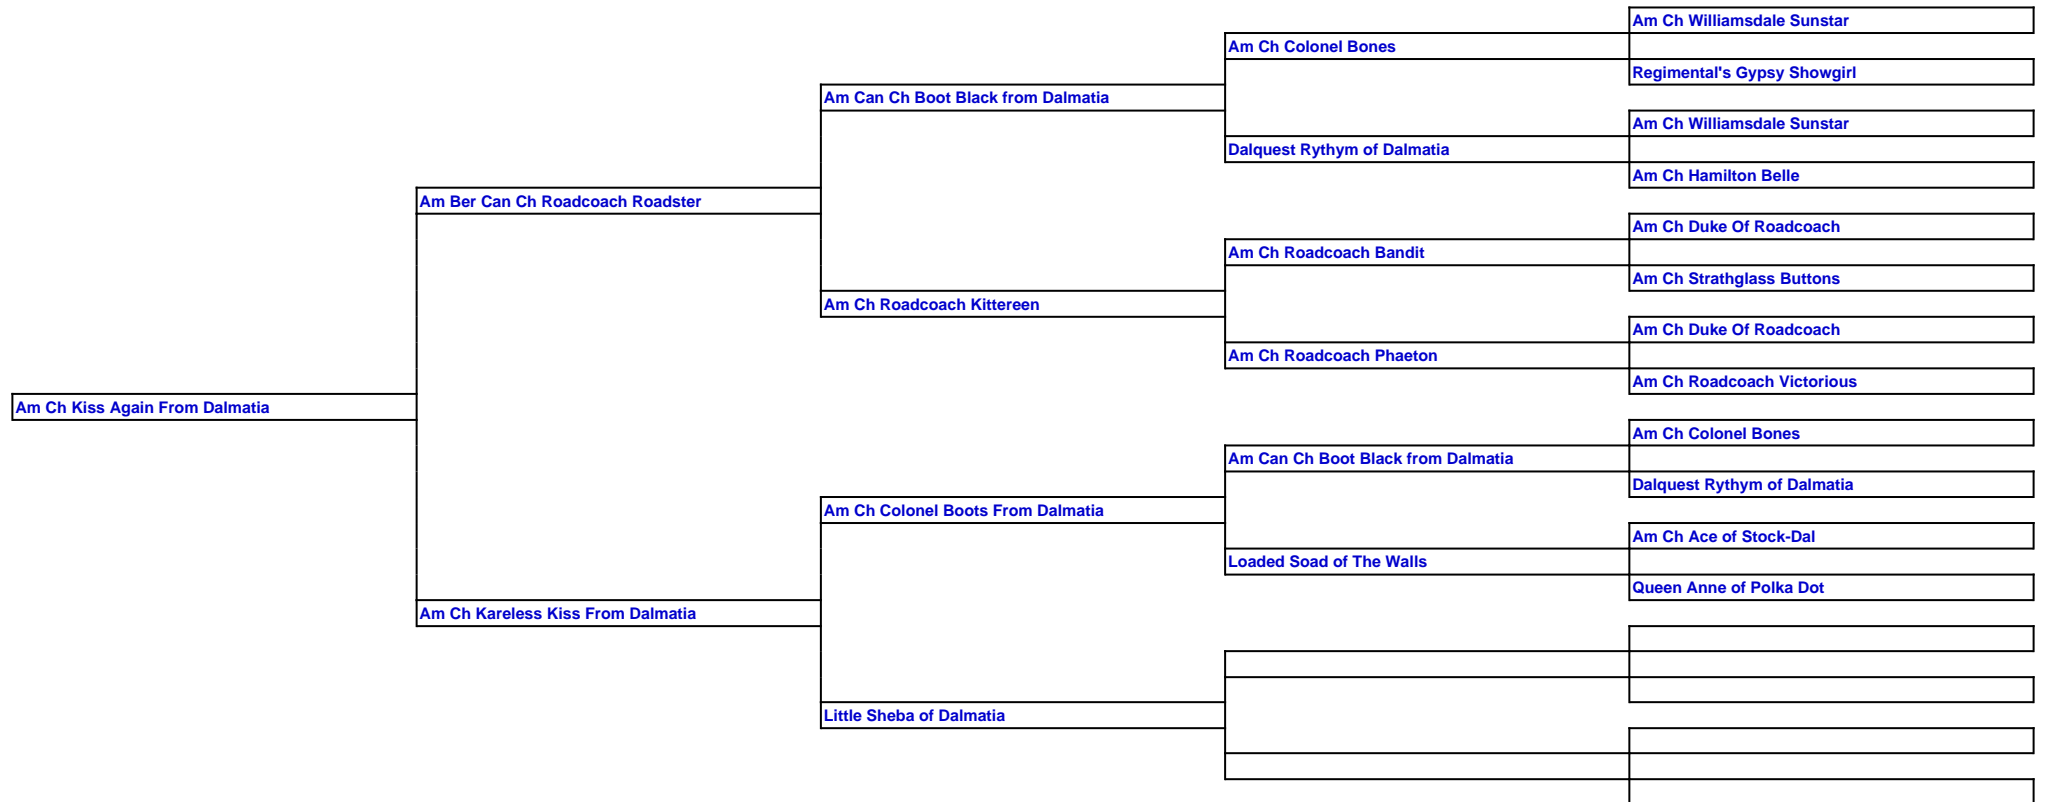 Am Ch Williamsdale Sunstar
Am Ch Colonel Bones
Regimental's Gypsy Showgirl
Am Can Ch Boot Black from Dalmatia
Am Ch Williamsdale Sunstar
Dalquest Rythym of Dalmatia
Am Ch Hamilton Belle
Am Ber Can Ch Roadcoach Roadster
Am Ch Duke Of Roadcoach
Am Ch Roadcoach Bandit
Am Ch Strathglass Buttons
Am Ch Roadcoach Kittereen
Am Ch Duke Of Roadcoach
Am Ch Roadcoach Phaeton
Am Ch Roadcoach Victorious
Am Ch Kiss Again From Dalmatia
Am Ch Colonel Bones
Am Can Ch Boot Black from Dalmatia
Dalquest Rythym of Dalmatia
Am Ch Colonel Boots From Dalmatia
Am Ch Ace of Stock-Dal
Loaded Soad of The Walls
Queen Anne of Polka Dot
Am Ch Kareless Kiss From Dalmatia
Little Sheba of Dalmatia